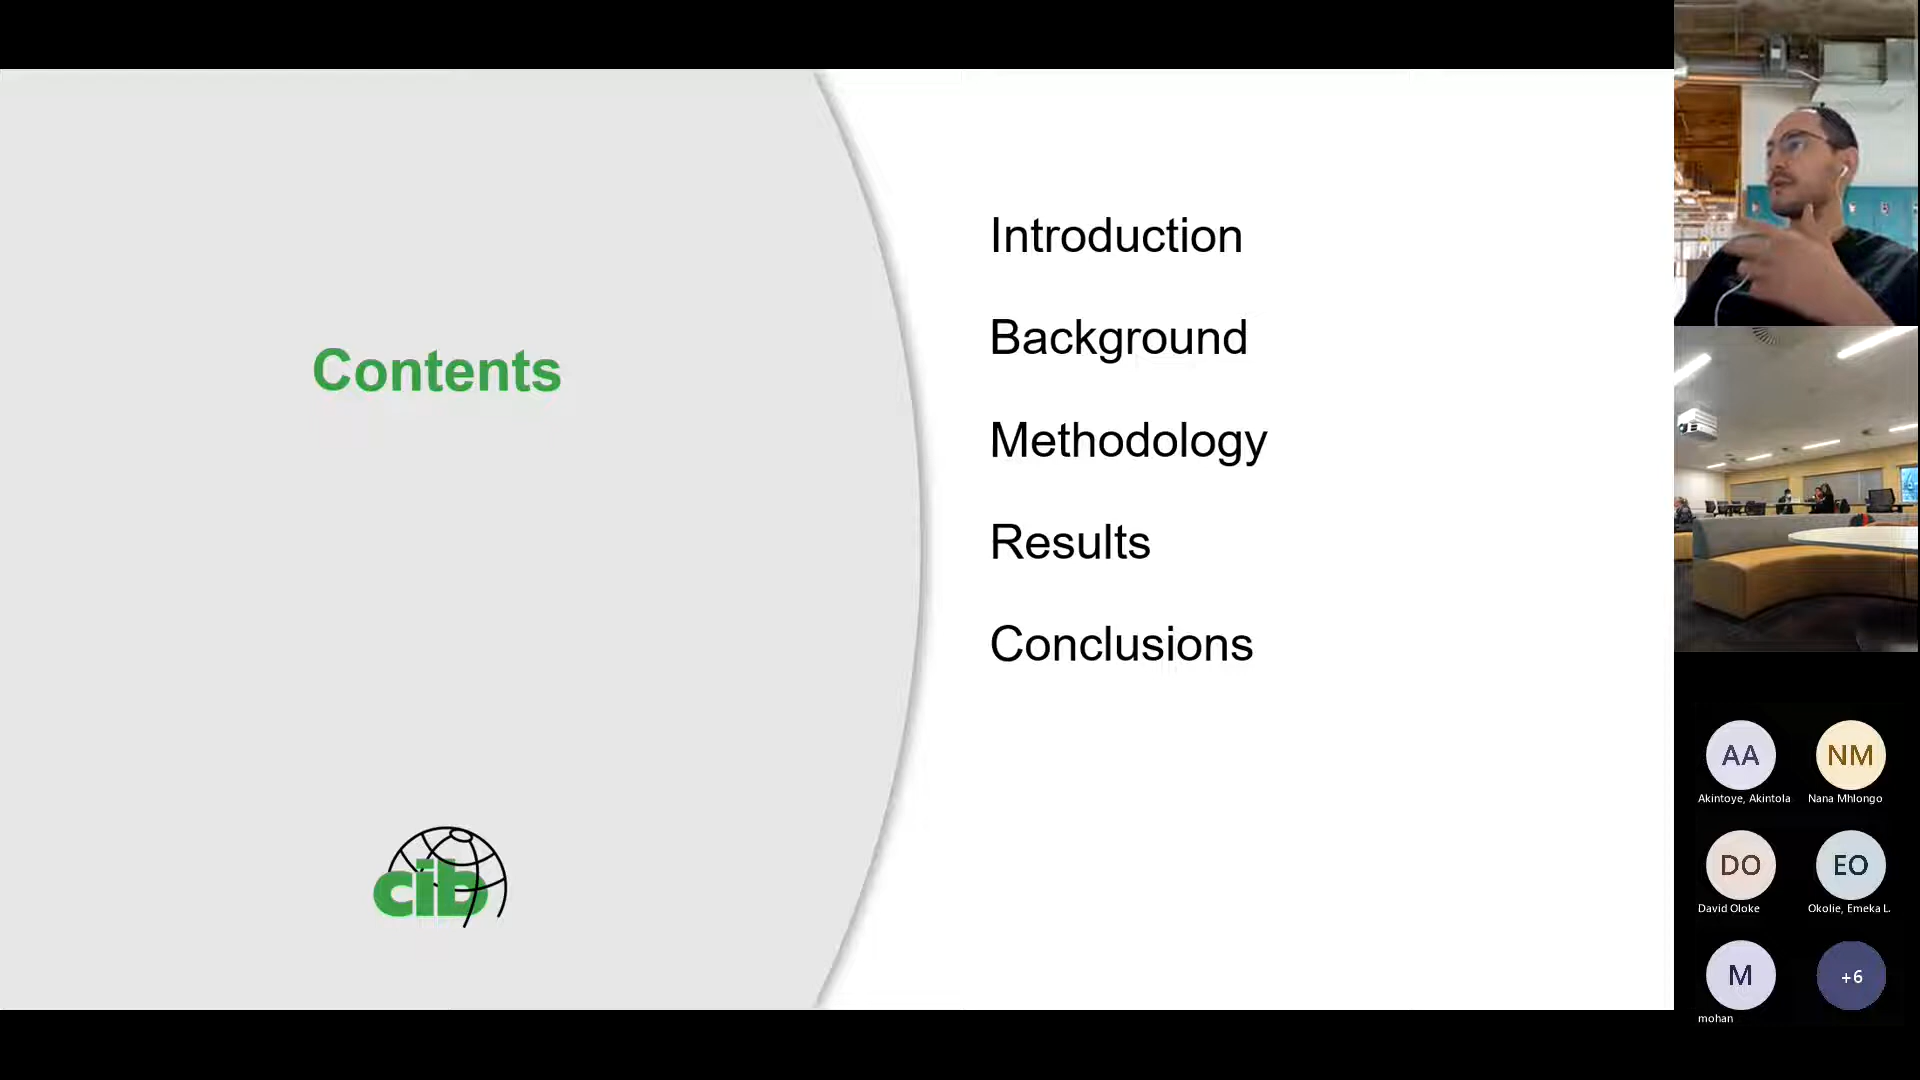 Contents
Introduction
Background
Methodology
Results
Conclusions
cib
AA
NM
Akintoye, Akintola
Nana Mhlongo
DO
EO
David Oloke
Okolie, Emeka L.
M
+6
mohan